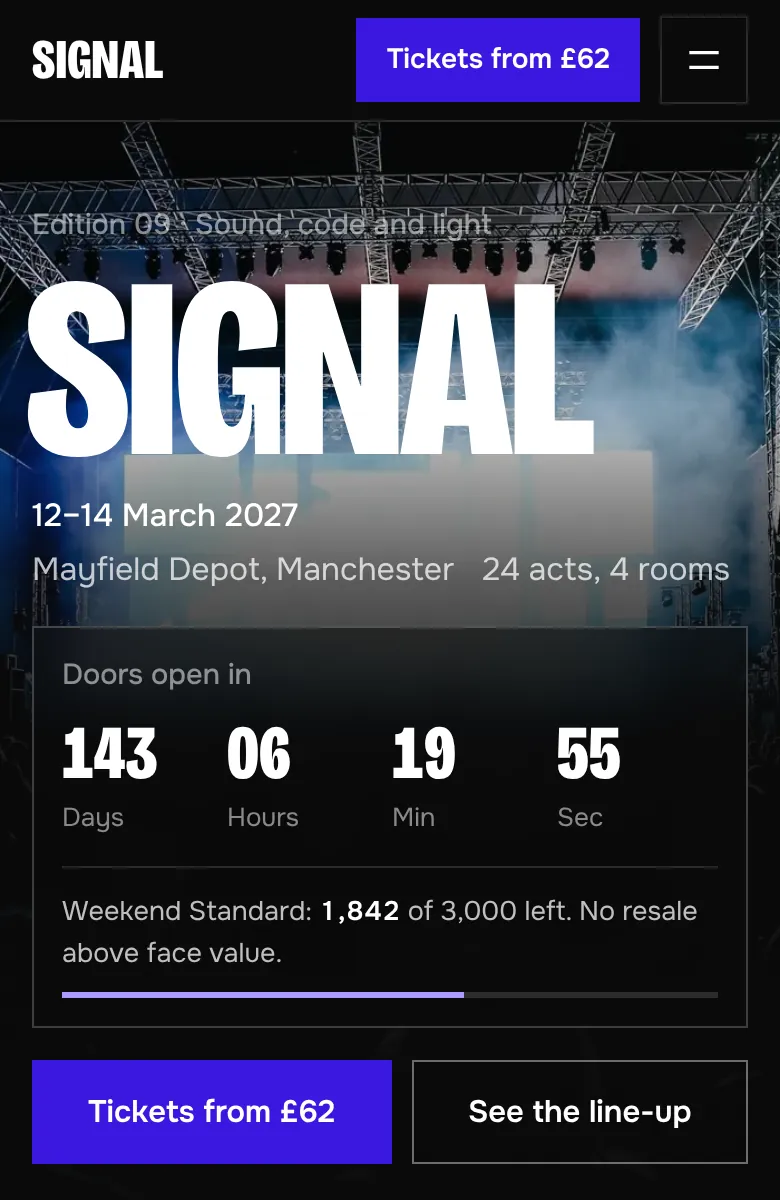 SIGNAL
Tickets from £62
Edition 09 · Sound, code and light
SIGNAL
12–14 March 2027
Mayfield Depot, Manchester 24 acts, 4 rooms
Doors open in
143 06 19 55
Days Hours Min Sec
Weekend Standard: 1,842 of 3,000 left. No resale
above face value.
Tickets from £62
See the line-up